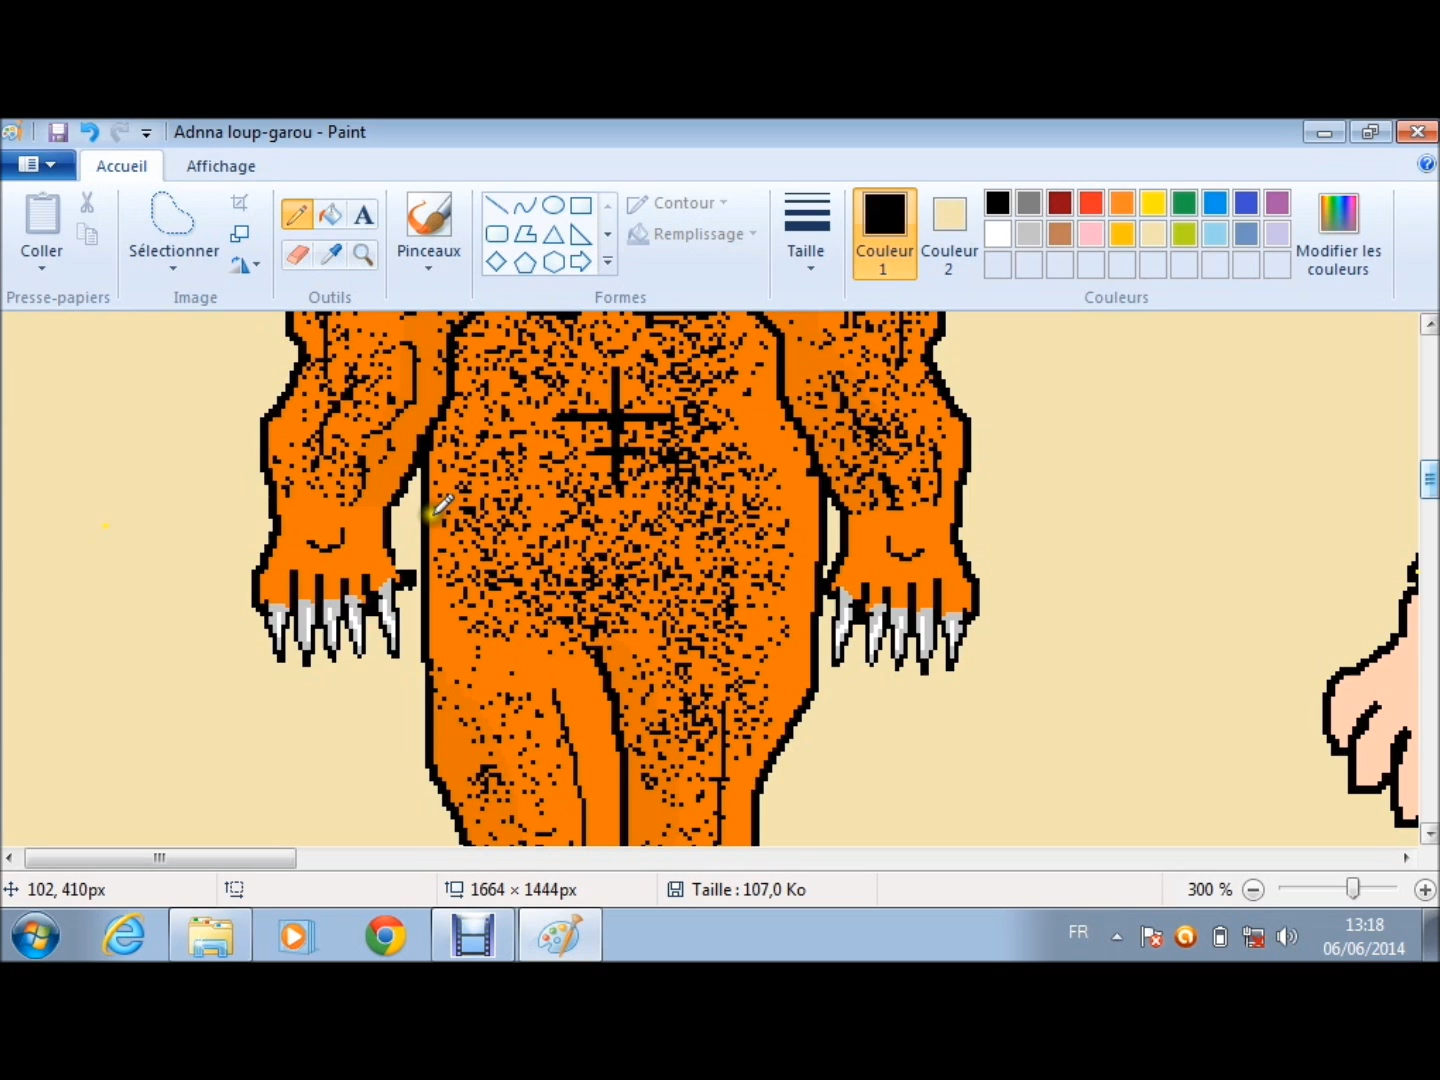 Adnna loup-garou - Paint
Accueil Affichage
Coller
Sélectionner
A
Pinceaux
Contour
Remplissage
Taille
Couleur 1
Couleur 2
Modifier les couleurs
Presse-papiers Image Outils Formes Couleurs
102, 410px 1664 × 1444px Taille : 107,0 Ko 300 %
FR 13:18
06/06/2014